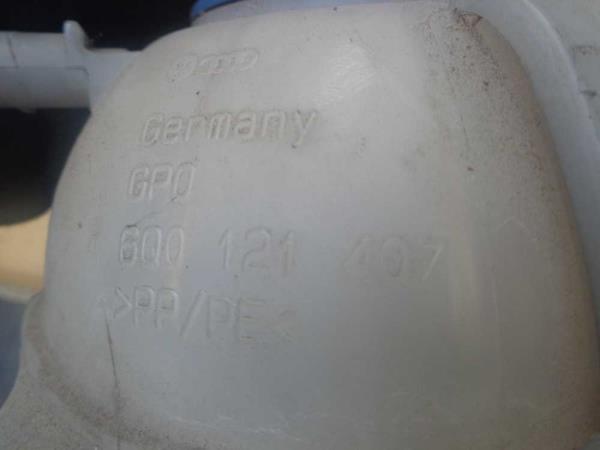 Germany
GPO
6Q0 121 407
>PP/PE<